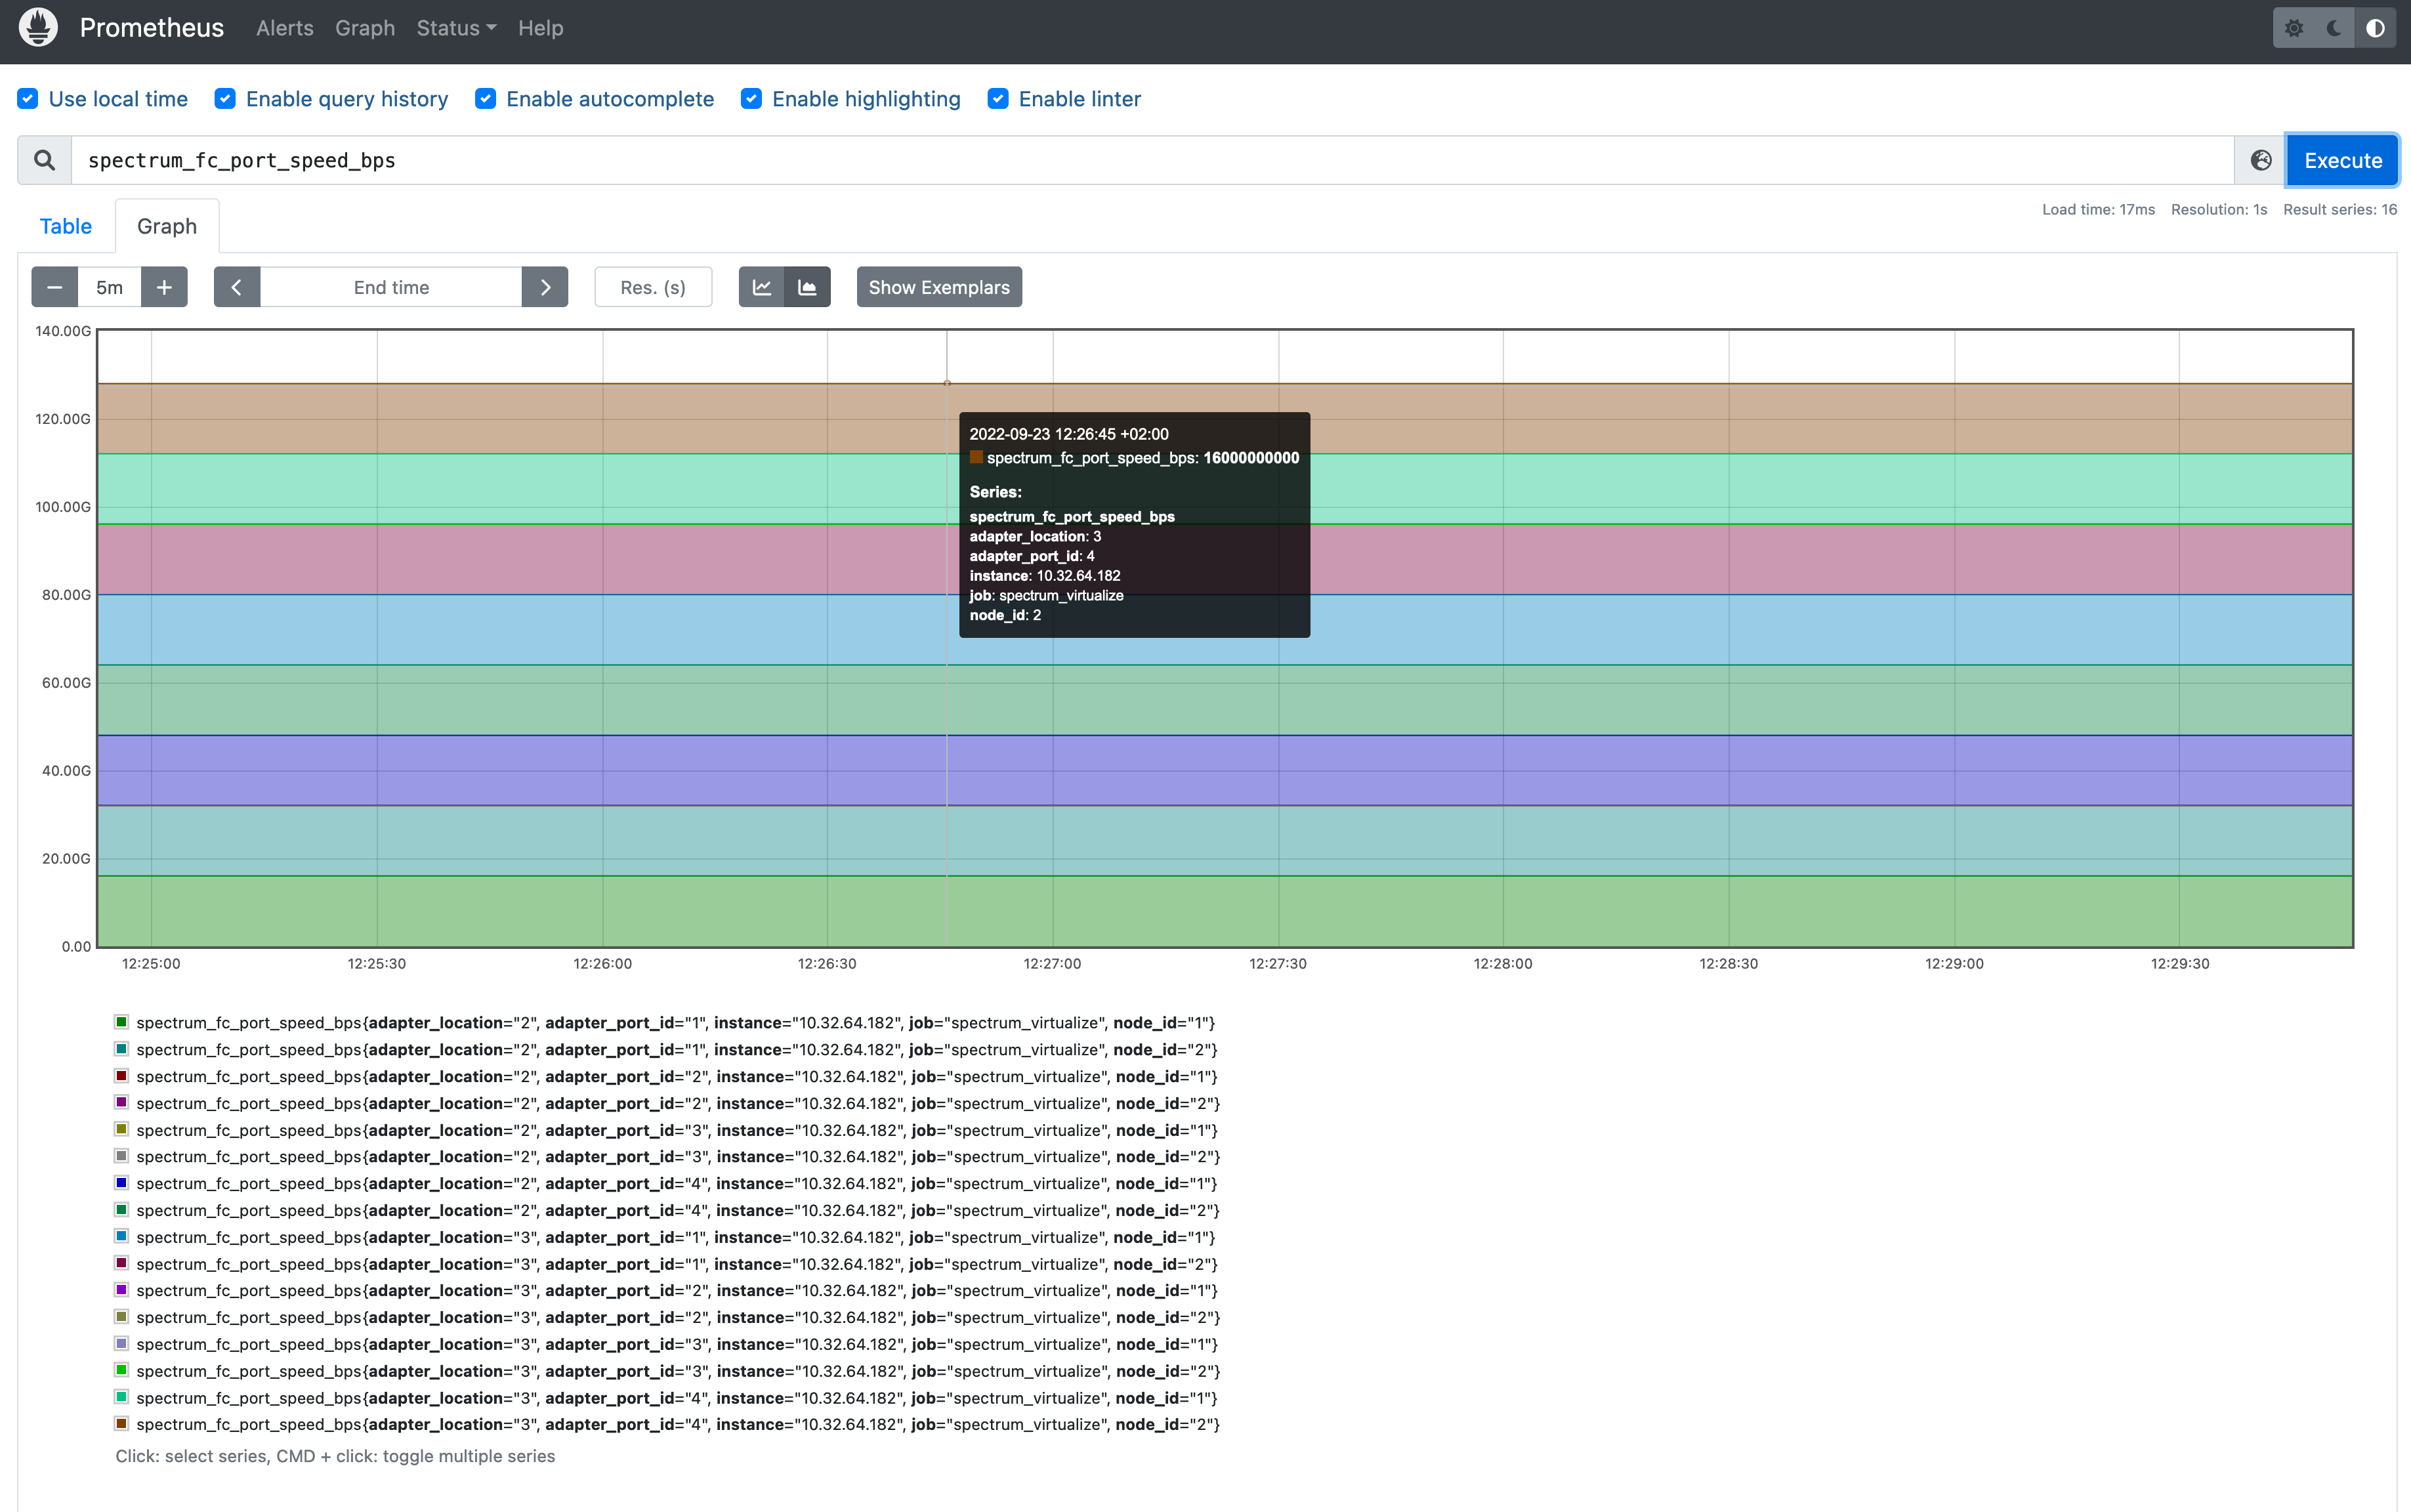 Prometheus Alerts Graph Status Help
Use local time Enable query history Enable autocomplete Enable highlighting Enable linter
spectrum_fc_port_speed_bps Execute
Table Graph Load time: 17ms Resolution: 1s Result series: 16
5m End time Res. (s) Show Exemplars
140.00G
120.00G
100.00G
80.00G
60.00G
40.00G
20.00G
0.00
2022-09-23 12:26:45 +02:00
spectrum_fc_port_speed_bps: 16000000000
Series:
spectrum_fc_port_speed_bps
adapter_location: 3
adapter_port_id: 4
instance: 10.32.64.182
job: spectrum_virtualize
node_id: 2
12:25:00 12:25:30 12:26:00 12:26:30 12:27:00 12:27:30 12:28:00 12:28:30 12:29:00 12:29:30
spectrum_fc_port_speed_bps{adapter_location="2", adapter_port_id="1", instance="10.32.64.182", job="spectrum_virtualize", node_id="1"}
spectrum_fc_port_speed_bps{adapter_location="2", adapter_port_id="1", instance="10.32.64.182", job="spectrum_virtualize", node_id="2"}
spectrum_fc_port_speed_bps{adapter_location="2", adapter_port_id="2", instance="10.32.64.182", job="spectrum_virtualize", node_id="1"}
spectrum_fc_port_speed_bps{adapter_location="2", adapter_port_id="2", instance="10.32.64.182", job="spectrum_virtualize", node_id="2"}
spectrum_fc_port_speed_bps{adapter_location="2", adapter_port_id="3", instance="10.32.64.182", job="spectrum_virtualize", node_id="1"}
spectrum_fc_port_speed_bps{adapter_location="2", adapter_port_id="3", instance="10.32.64.182", job="spectrum_virtualize", node_id="2"}
spectrum_fc_port_speed_bps{adapter_location="2", adapter_port_id="4", instance="10.32.64.182", job="spectrum_virtualize", node_id="1"}
spectrum_fc_port_speed_bps{adapter_location="2", adapter_port_id="4", instance="10.32.64.182", job="spectrum_virtualize", node_id="2"}
spectrum_fc_port_speed_bps{adapter_location="3", adapter_port_id="1", instance="10.32.64.182", job="spectrum_virtualize", node_id="1"}
spectrum_fc_port_speed_bps{adapter_location="3", adapter_port_id="1", instance="10.32.64.182", job="spectrum_virtualize", node_id="2"}
spectrum_fc_port_speed_bps{adapter_location="3", adapter_port_id="2", instance="10.32.64.182", job="spectrum_virtualize", node_id="1"}
spectrum_fc_port_speed_bps{adapter_location="3", adapter_port_id="2", instance="10.32.64.182", job="spectrum_virtualize", node_id="2"}
spectrum_fc_port_speed_bps{adapter_location="3", adapter_port_id="3", instance="10.32.64.182", job="spectrum_virtualize", node_id="1"}
spectrum_fc_port_speed_bps{adapter_location="3", adapter_port_id="3", instance="10.32.64.182", job="spectrum_virtualize", node_id="2"}
spectrum_fc_port_speed_bps{adapter_location="3", adapter_port_id="4", instance="10.32.64.182", job="spectrum_virtualize", node_id="1"}
spectrum_fc_port_speed_bps{adapter_location="3", adapter_port_id="4", instance="10.32.64.182", job="spectrum_virtualize", node_id="2"}
Click: select series, CMD + click: toggle multiple series